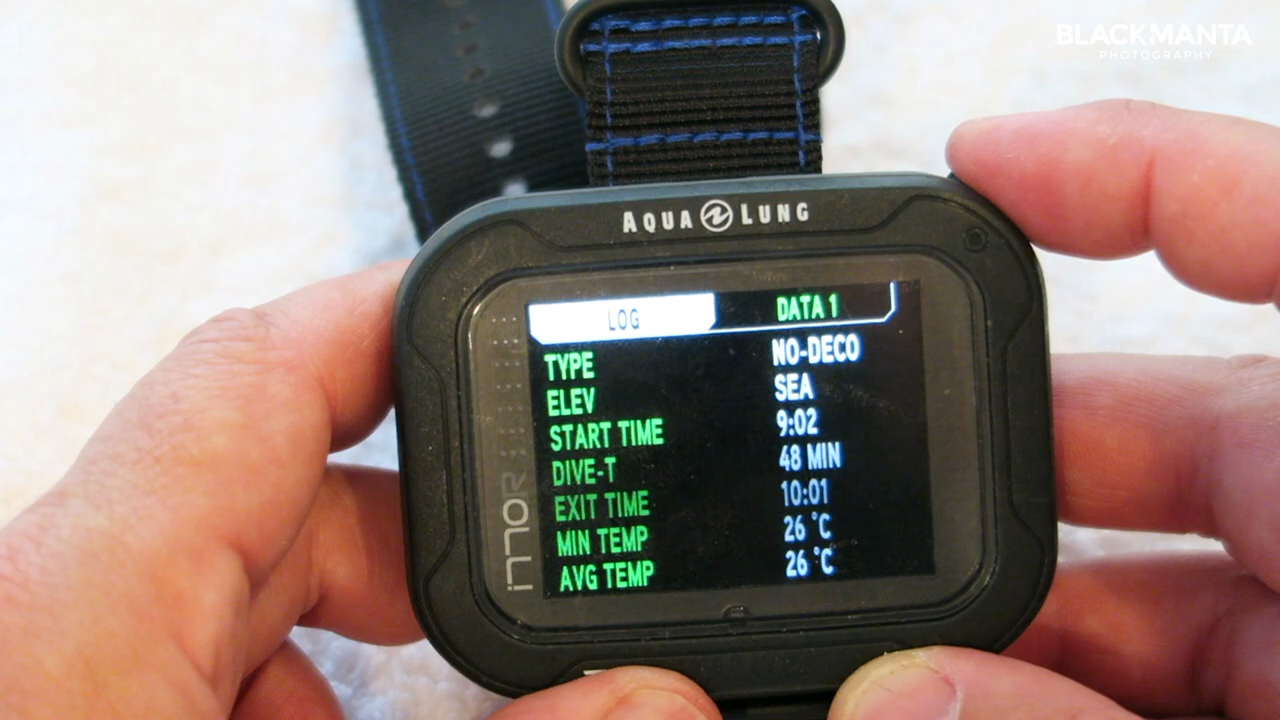 BLACKMANTA
PHOTOGRAPHY
AQUA LUNG
LOG DATA 1
TYPE NO-DECO
ELEV SEA
START TIME 9:02
DIVE-T 48 MIN
EXIT TIME 10:01
MIN TEMP 26 °C
AVG TEMP 26 °C
i770R